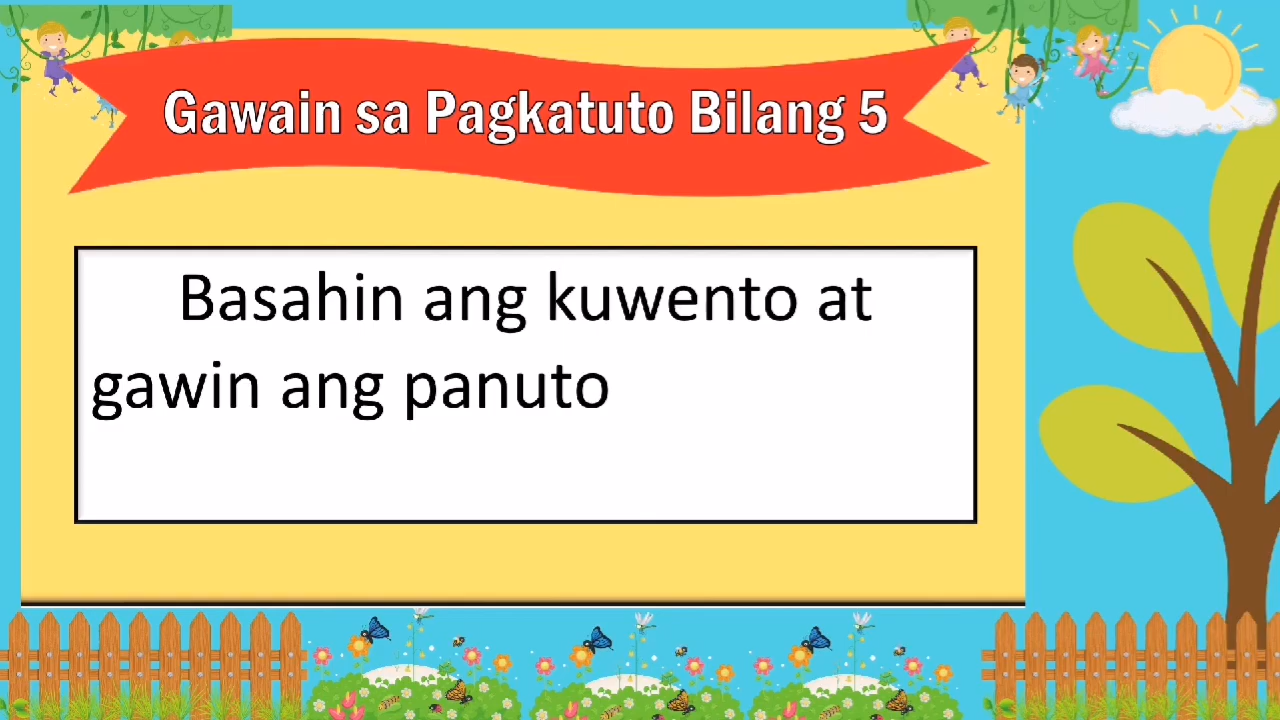 Gawain sa Pagkatuto Bilang 5
Basahin ang kuwento at
gawin ang panuto